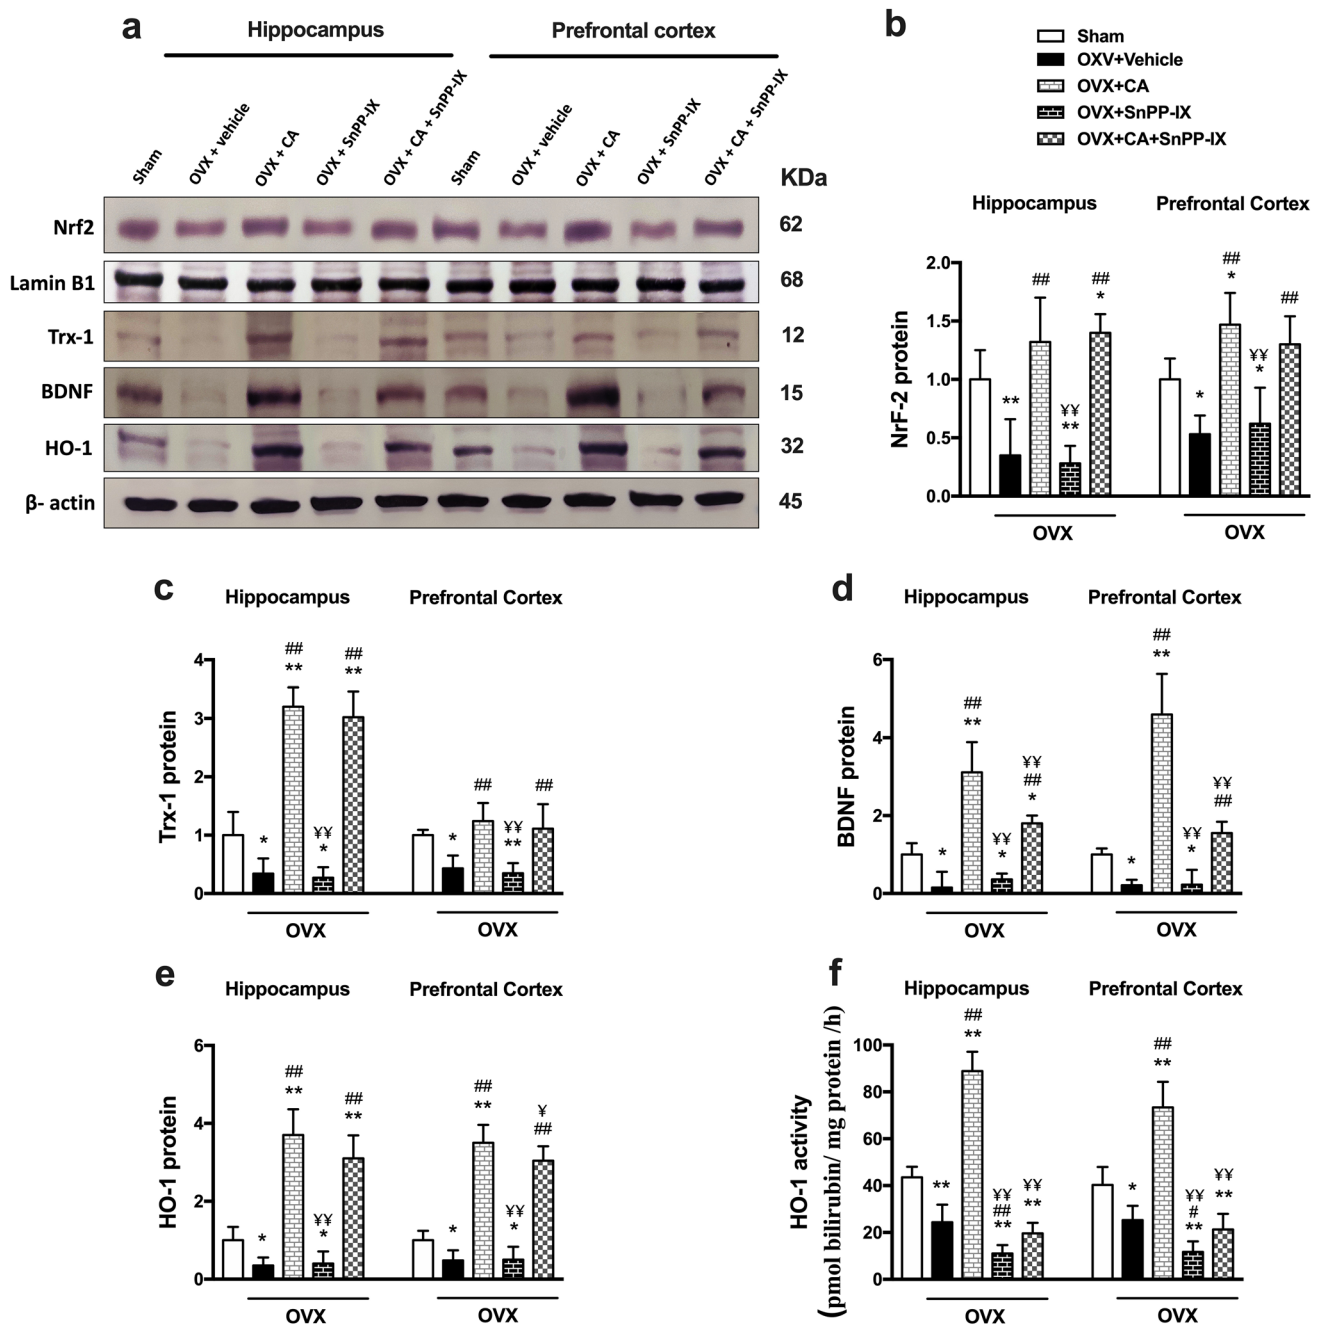 a
Hippocampus
Prefrontal cortex
Sham
OVX + vehicle
OVX + CA
OVX + SnPP-IX
OVX + CA + SnPP-IX
Sham
OVX + vehicle
OVX + CA
OVX + SnPP-IX
OVX + CA + SnPP-IX
KDa
Nrf2
62
Lamin B1
68
Trx-1
12
BDNF
15
HO-1
32
β- actin
45
b
Sham
OXV+Vehicle
OVX+CA
OVX+SnPP-IX
OVX+CA+SnPP-IX
Hippocampus
Prefrontal Cortex
NrF-2 protein
2.0
1.5
1.0
0.5
0.0
**
##
¥¥
**
##
*
*
##
*
¥¥
*
##
OVX
OVX
c
Hippocampus
Prefrontal Cortex
Trx-1 protein
4
3
2
1
0
*
##
**
¥¥
*
##
**
*
##
¥¥
**
##
OVX
OVX
d
Hippocampus
Prefrontal Cortex
BDNF protein
6
4
2
0
*
##
**
¥¥
*
¥¥
##
*
*
##
**
¥¥
*
¥¥
##
OVX
OVX
e
Hippocampus
Prefrontal Cortex
HO-1 protein
6
4
2
0
*
##
**
¥¥
*
##
**
*
##
**
¥¥
*
¥
##
OVX
OVX
f
Hippocampus
Prefrontal Cortex
HO-1 activity
(pmol bilirubin/ mg protein /h)
100
80
60
40
20
0
**
##
**
¥¥
##
**
¥¥
**
*
##
**
¥¥
#
**
¥¥
**
OVX
OVX